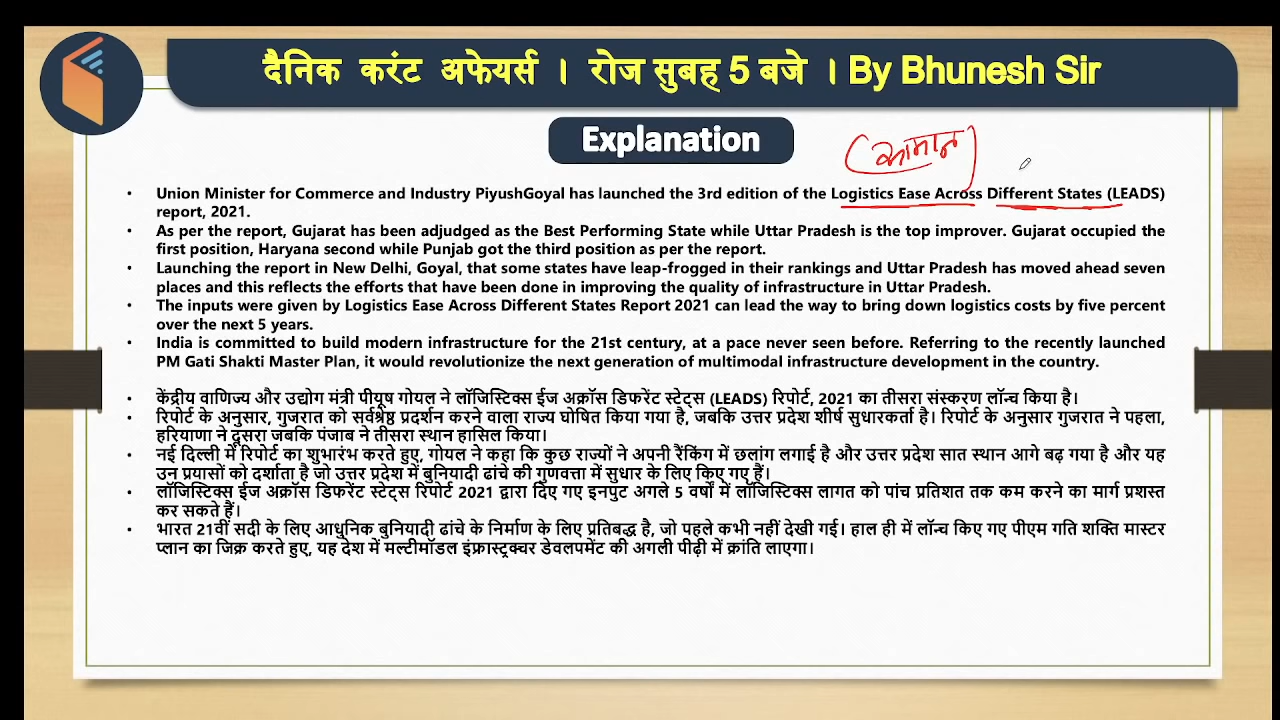 दैनिक करंट अफेयर्स । रोज सुबह 5 बजे । By Bhunesh Sir
Explanation
(सामान)
• Union Minister for Commerce and Industry PiyushGoyal has launched the 3rd edition of the Logistics Ease Across Different States (LEADS)
report, 2021.
• As per the report, Gujarat has been adjudged as the Best Performing State while Uttar Pradesh is the top improver. Gujarat occupied the
first position, Haryana second while Punjab got the third position as per the report.
• Launching the report in New Delhi, Goyal, that some states have leap-frogged in their rankings and Uttar Pradesh has moved ahead seven
places and this reflects the efforts that have been done in improving the quality of infrastructure in Uttar Pradesh.
• The inputs were given by Logistics Ease Across Different States Report 2021 can lead the way to bring down logistics costs by five percent
over the next 5 years.
• India is committed to build modern infrastructure for the 21st century, at a pace never seen before. Referring to the recently launched
PM Gati Shakti Master Plan, it would revolutionize the next generation of multimodal infrastructure development in the country.
• केंद्रीय वाणिज्य और उद्योग मंत्री पीयूष गोयल ने लॉजिस्टिक्स ईज अक्रॉस डिफरेंट स्टेट्स (LEADS) रिपोर्ट, 2021 का तीसरा संस्करण लॉन्च किया है।
• रिपोर्ट के अनुसार, गुजरात को सर्वश्रेष्ठ प्रदर्शन करने वाला राज्य घोषित किया गया है, जबकि उत्तर प्रदेश शीर्ष सुधारकर्ता है। रिपोर्ट के अनुसार गुजरात ने पहला,
हरियाणा ने दूसरा जबकि पंजाब ने तीसरा स्थान हासिल किया।
• नई दिल्ली में रिपोर्ट का शुभारंभ करते हुए, गोयल ने कहा कि कुछ राज्यों ने अपनी रैंकिंग में छलांग लगाई है और उत्तर प्रदेश सात स्थान आगे बढ़ गया है और यह
उन प्रयासों को दर्शाता है जो उत्तर प्रदेश में बुनियादी ढांचे की गुणवत्ता में सुधार के लिए किए गए हैं।
• लॉजिस्टिक्स ईज अक्रॉस डिफरेंट स्टेट्स रिपोर्ट 2021 द्वारा दिए गए इनपुट अगले 5 वर्षों में लॉजिस्टिक्स लागत को पांच प्रतिशत तक कम करने का मार्ग प्रशस्त
कर सकते हैं।
• भारत 21वीं सदी के लिए आधुनिक बुनियादी ढांचे के निर्माण के लिए प्रतिबद्ध है, जो पहले कभी नहीं देखी गई। हाल ही में लॉन्च किए गए पीएम गति शक्ति मास्टर
प्लान का जिक्र करते हुए, यह देश में मल्टीमॉडल इंफ्रास्ट्रक्चर डेवलपमेंट की अगली पीढ़ी में क्रांति लाएगा।